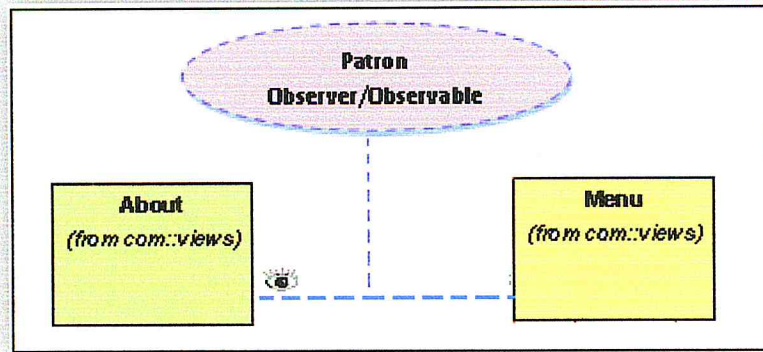 Patron
Observer/Observable
About
(from com::views)
Menu
(from com::views)